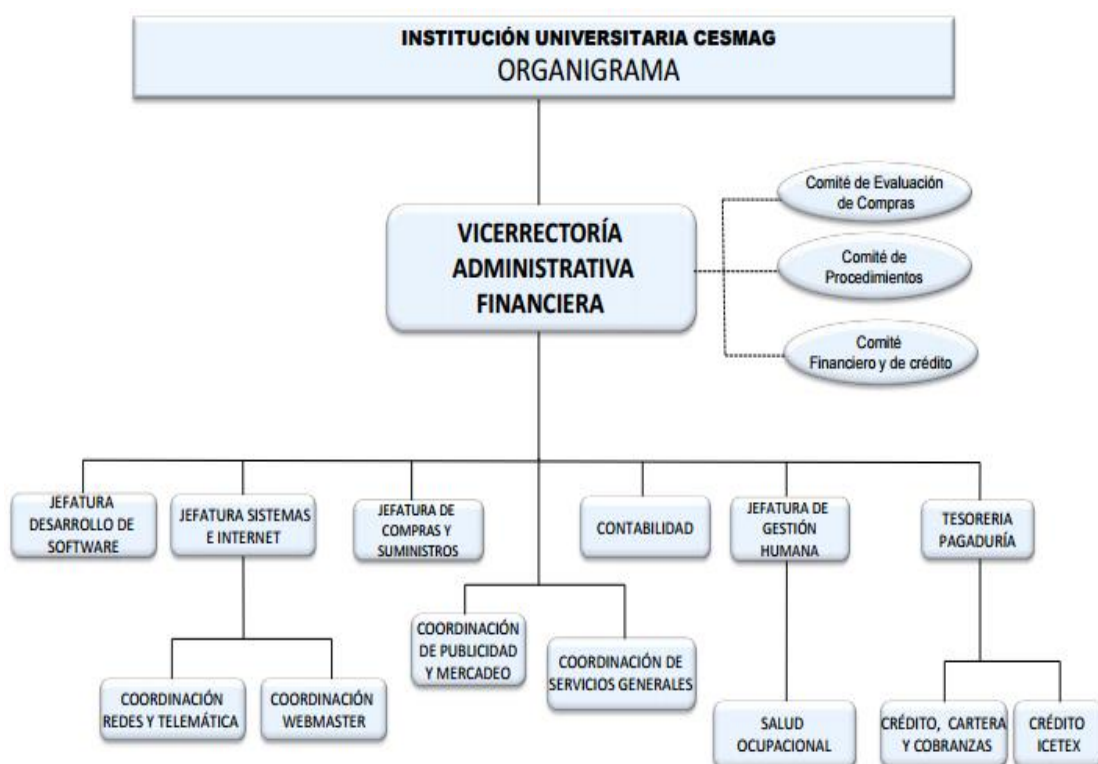 INSTITUCIÓN UNIVERSITARIA CESMAG
ORGANIGRAMA
Comité de Evaluación
de Compras
VICERRECTORÍA
ADMINISTRATIVA
FINANCIERA
Comité de
Procedimientos
Comité
Financiero y de crédito
JEFATURA
DESARROLLO DE
SOFTWARE
JEFATURA SISTEMAS
E INTERNET
JEFATURA DE
COMPRAS Y
SUMINISTROS
CONTABILIDAD
JEFATURA DE
GESTIÓN
HUMANA
TESORERIA
PAGADURÍA
COORDINACIÓN
DE PUBLICIDAD
Y MERCADEO
COORDINACIÓN DE
SERVICIOS GENERALES
COORDINACIÓN
REDES Y TELEMÁTICA
COORDINACIÓN
WEBMASTER
SALUD
OCUPACIONAL
CRÉDITO, CARTERA
Y COBRANZAS
CRÉDITO
ICETEX